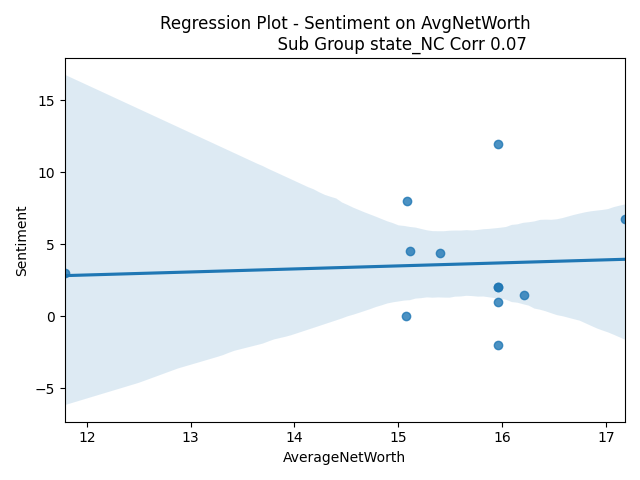 Regression Plot - Sentiment on AvgNetWorth
Sub Group state_NC Corr 0.07
15
10
5
0
−5
Sentiment
12
13
14
15
16
17
AverageNetWorth